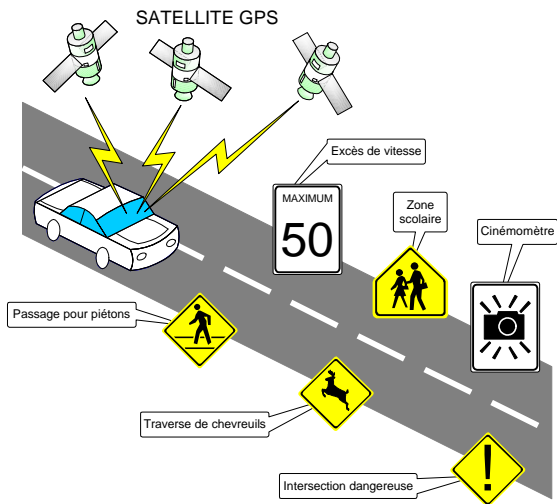 SATELLITE GPS
Excès de vitesse
MAXIMUM
50
Zone
scolaire
Cinémomètre
Passage pour piétons
Traverse de chevreuils
Intersection dangereuse
!